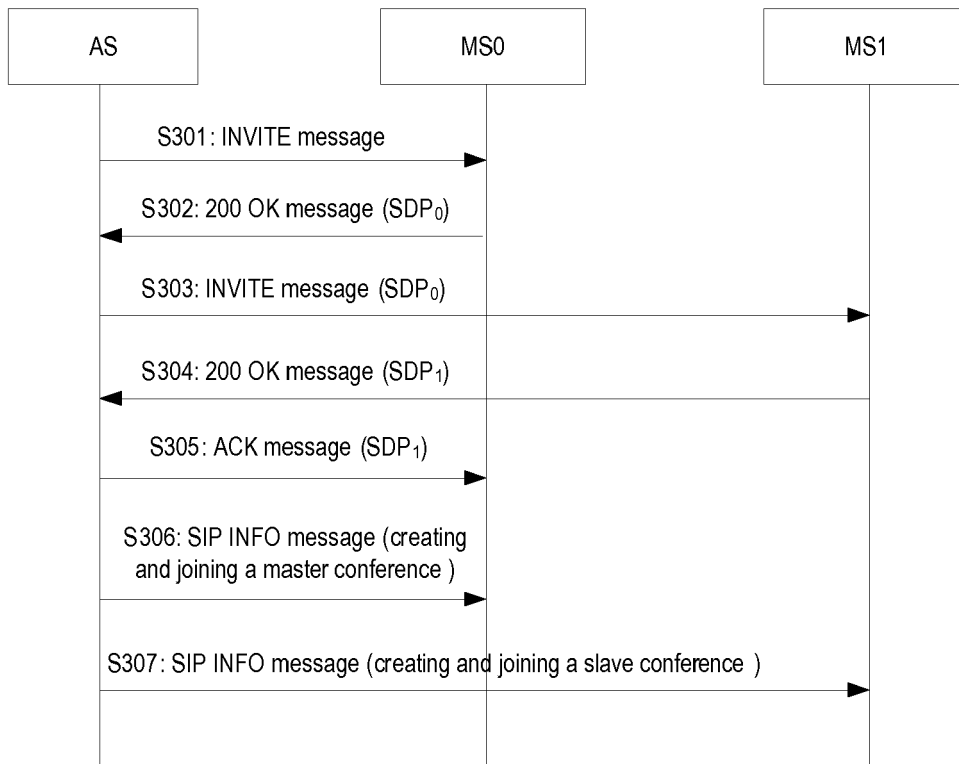 AS MS0 MS1
S301: INVITE message
S302: 200 OK message (SDP₀)
S303: INVITE message (SDP₀)
S304: 200 OK message (SDP₁)
S305: ACK message (SDP₁)
S306: SIP INFO message (creating
and joining a master conference )
S307: SIP INFO message (creating and joining a slave conference )